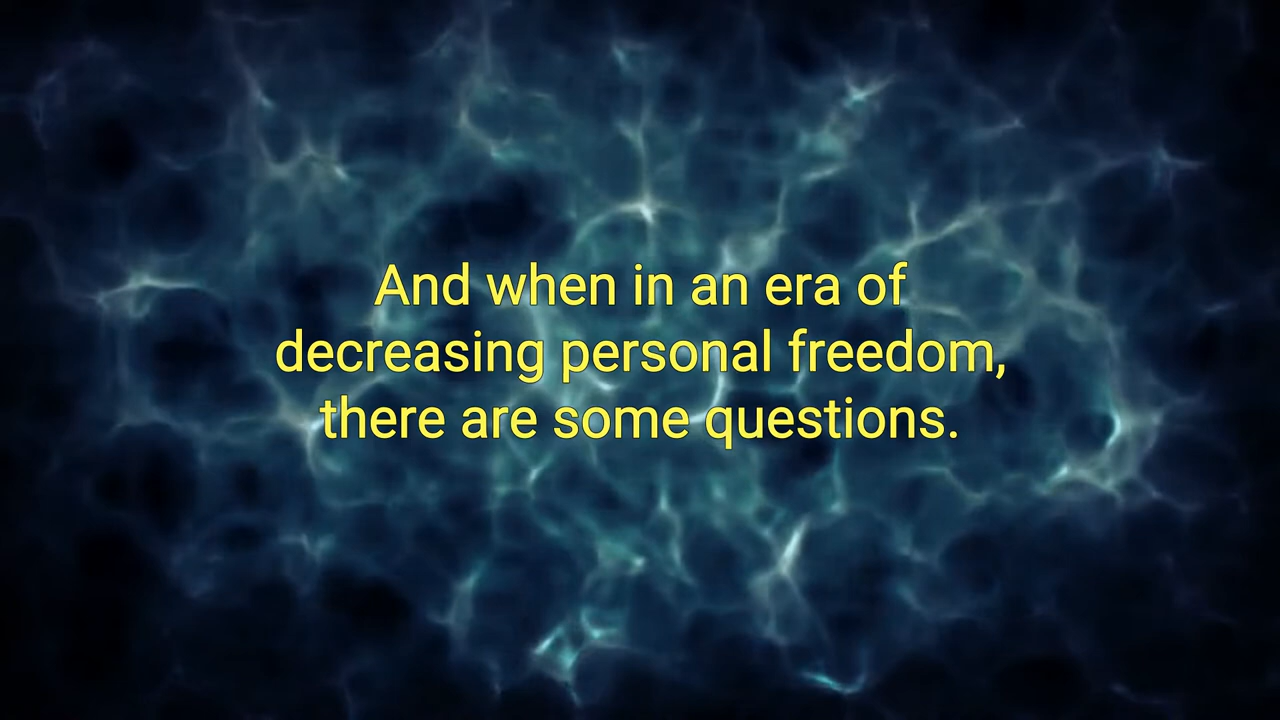 And when in an era of
decreasing personal freedom,
there are some questions.